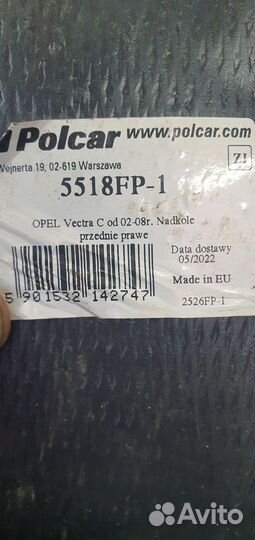 Polcar www.polcar.com
Wejnerta 19, 02-619 Warszawa
ZJ
5518FP-1
OPEL Vectra C od 02-08r. Nadkole
przednie prawe
Data dostawy
05/2022
Made in EU
5 901532 142747
2526FP-1
Avito